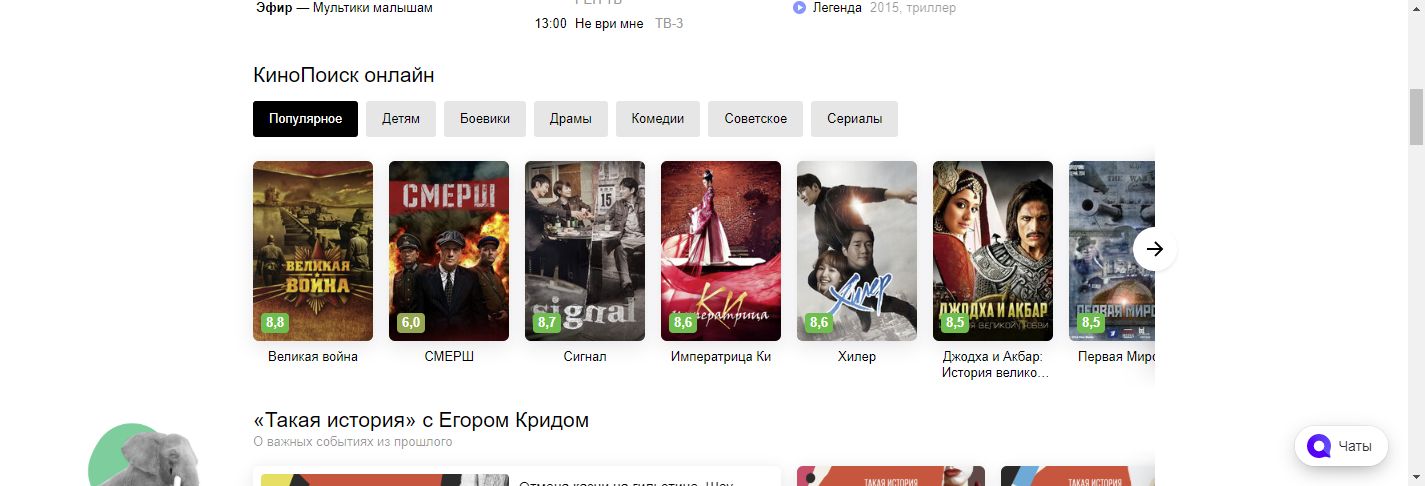 Эфир — Мультики малышам
РЕН ТВ
13:00 Не ври мне ТВ-3
Легенда 2015, триллер
КиноПоиск онлайн
Популярное
Детям
Боевики
Драмы
Комедии
Советское
Сериалы
ВЕЛИКАЯ
ВОЙНА
8,8
Великая война
СМЕРШ
6,0
СМЕРШ
15
signal
8,7
Сигнал
КИ
императрица
8,6
Императрица Ки
Хилер
8,6
Хилер
ДЖОДХА И АКБАР
ВЕЛИКОЙ ЛЮБВИ
8,5
Джодха и Акбар:
История велико…
THE WAR
ПЕРВАЯ МИРО
8,5
Первая Миро
«Такая история» с Егором Кридом
О важных событиях из прошлого
Отмена казни на гильотине. Шоу
ТАКАЯ ИСТОРИЯ
ТАКАЯ ИСТОРИЯ
Чаты